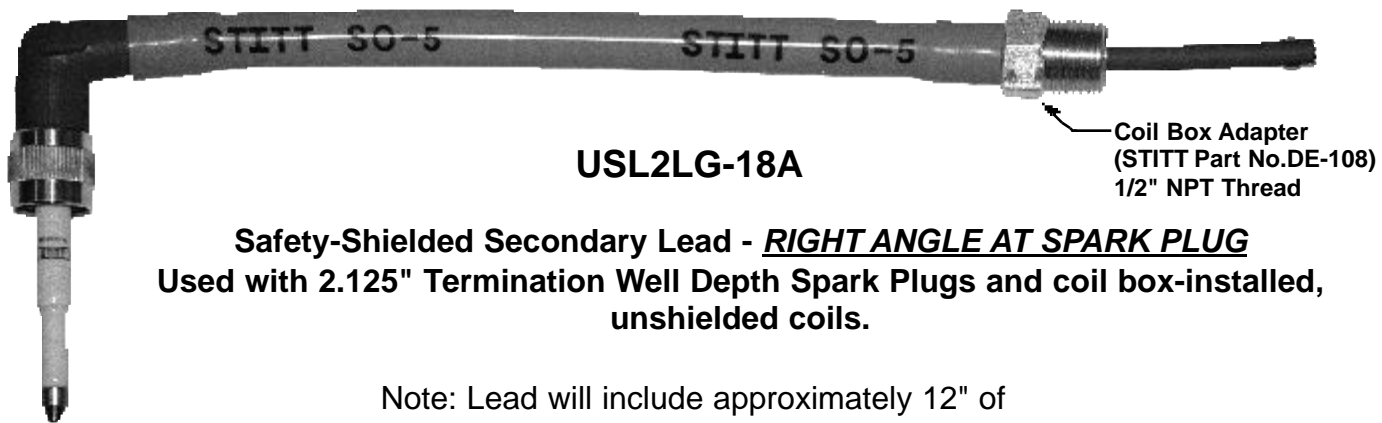 STITT SO-5 STITT SO-5
Coil Box Adapter
(STITT Part No.DE-108)
1/2" NPT Thread
USL2LG-18A
Safety-Shielded Secondary Lead - RIGHT ANGLE AT SPARK PLUG
Used with 2.125" Termination Well Depth Spark Plugs and coil box-installed,
unshielded coils.
Note: Lead will include approximately 12" of